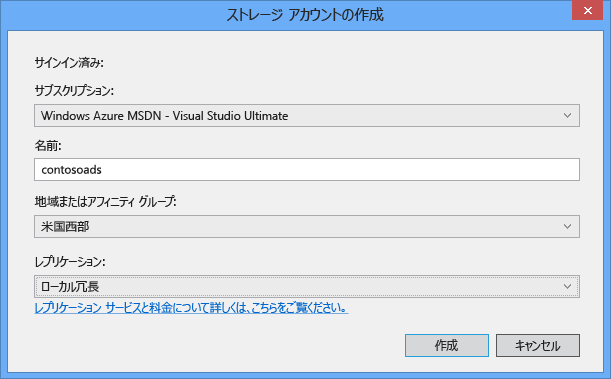 ストレージ アカウントの作成
サインイン済み:
サブスクリプション:
Windows Azure MSDN - Visual Studio Ultimate
名前:
contosoads
地域またはアフィニティ グループ:
米国西部
レプリケーション:
ローカル冗長
レプリケーション サービスと料金について詳しくは、こちらをご覧ください。
作成
キャンセル